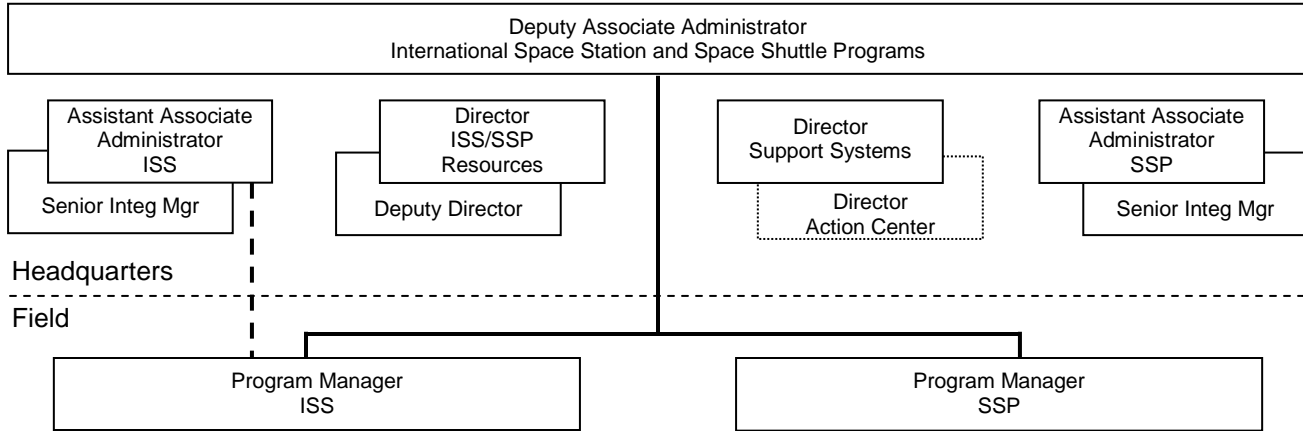 Deputy Associate Administrator
International Space Station and Space Shuttle Programs
Assistant Associate
Administrator
ISS
Senior Integ Mgr
Director
ISS/SSP
Resources
Deputy Director
Director
Support Systems
Director
Action Center
Assistant Associate
Administrator
SSP
Senior Integ Mgr
Headquarters
Field
Program Manager
ISS
Program Manager
SSP